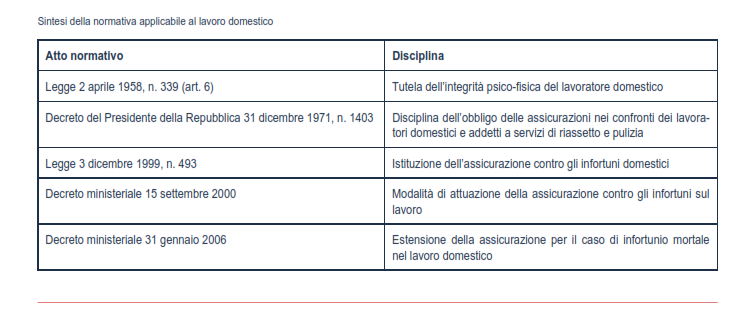 Sintesi della normativa applicabile al lavoro domestico
Atto normativo
Disciplina
Legge 2 aprile 1958, n. 339 (art. 6)
Tutela dell'integrità psico-fisica del lavoratore domestico
Decreto del Presidente della Repubblica 31 dicembre 1971, n. 1403
Disciplina dell'obbligo delle assicurazioni nei confronti dei lavora-
tori domestici e addetti a servizi di riassetto e pulizia
Legge 3 dicembre 1999, n. 493
Istituzione dell'assicurazione contro gli infortuni domestici
Decreto ministeriale 15 settembre 2000
Modalità di attuazione della assicurazione contro gli infortuni sul
lavoro
Decreto ministeriale 31 gennaio 2006
Estensione della assicurazione per il caso di infortunio mortale
nel lavoro domestico